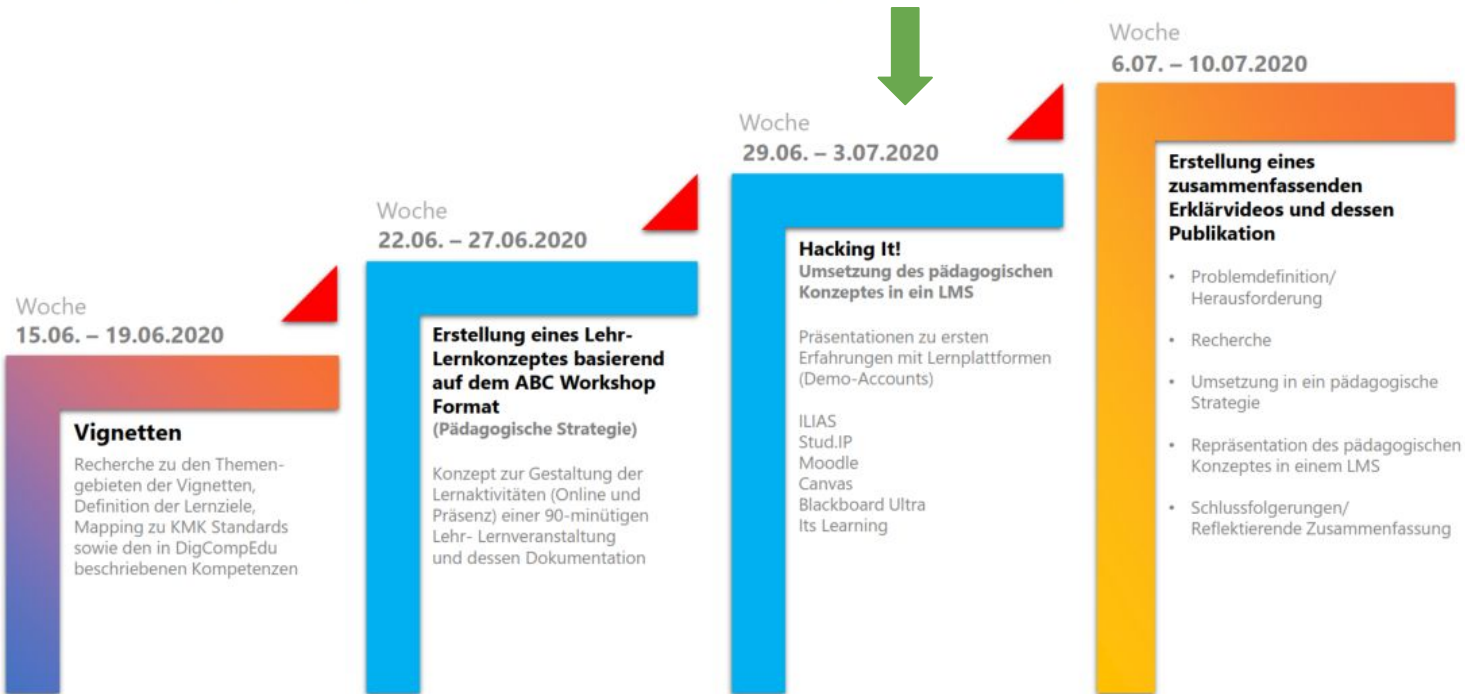 Woche
15.06. – 19.06.2020
Vignetten
Recherche zu den Themen-
gebieten der Vignetten,
Definition der Lernziele,
Mapping zu KMK Standards
sowie den in DigCompEdu
beschriebenen Kompetenzen
Woche
22.06. – 27.06.2020
Erstellung eines Lehr-
Lernkonzeptes basierend
auf dem ABC Workshop
Format
(Pädagogische Strategie)
Konzept zur Gestaltung der
Lernaktivitäten (Online und
Präsenz) einer 90-minütigen
Lehr- Lernveranstaltung
und dessen Dokumentation
Woche
29.06. – 3.07.2020
Hacking It!
Umsetzung des pädagogischen
Konzeptes in ein LMS
Präsentationen zu ersten
Erfahrungen mit Lernplattformen
(Demo-Accounts)
ILIAS
Stud.IP
Moodle
Canvas
Blackboard Ultra
Its Learning
Woche
6.07. – 10.07.2020
Erstellung eines
zusammenfassenden
Erklärvideos und dessen
Publikation
• Problemdefinition/
Herausforderung
• Recherche
• Umsetzung in ein pädagogische
Strategie
• Repräsentation des pädagogischen
Konzeptes in einem LMS
• Schlussfolgerungen/
Reflektierende Zusammenfassung